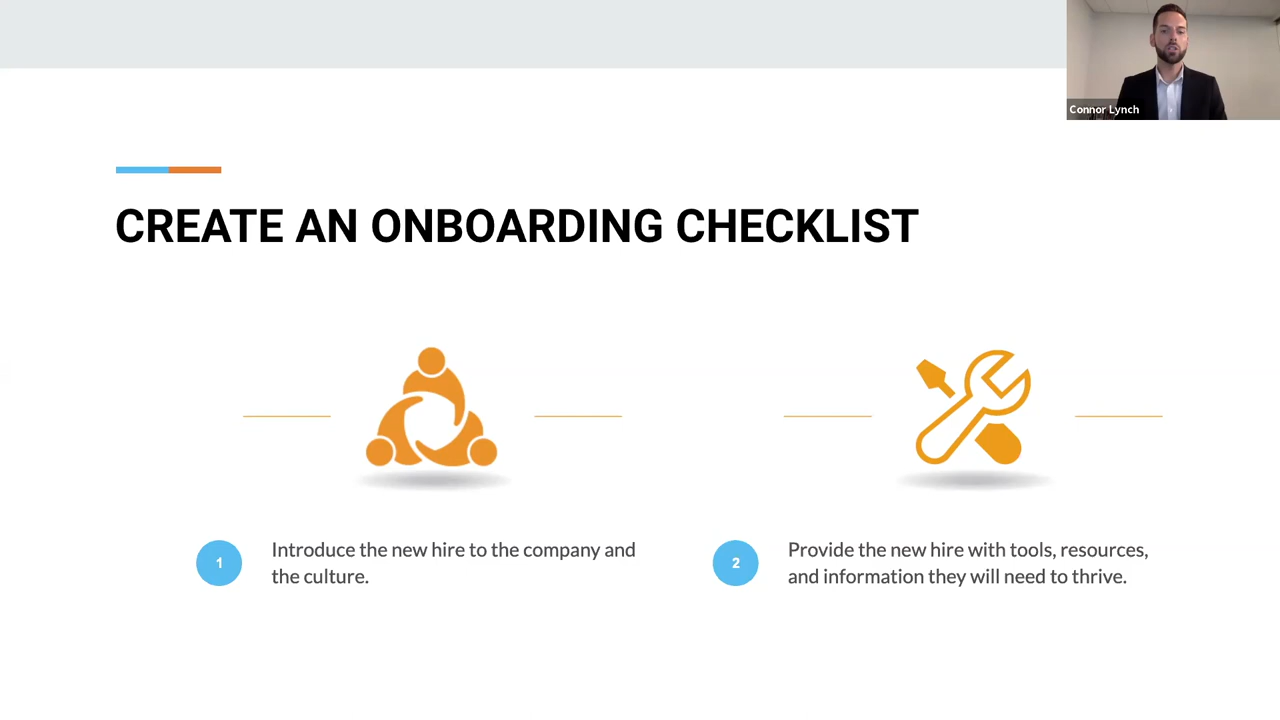 Connor Lynch
CREATE AN ONBOARDING CHECKLIST
1
Introduce the new hire to the company and
the culture.
2
Provide the new hire with tools, resources,
and information they will need to thrive.